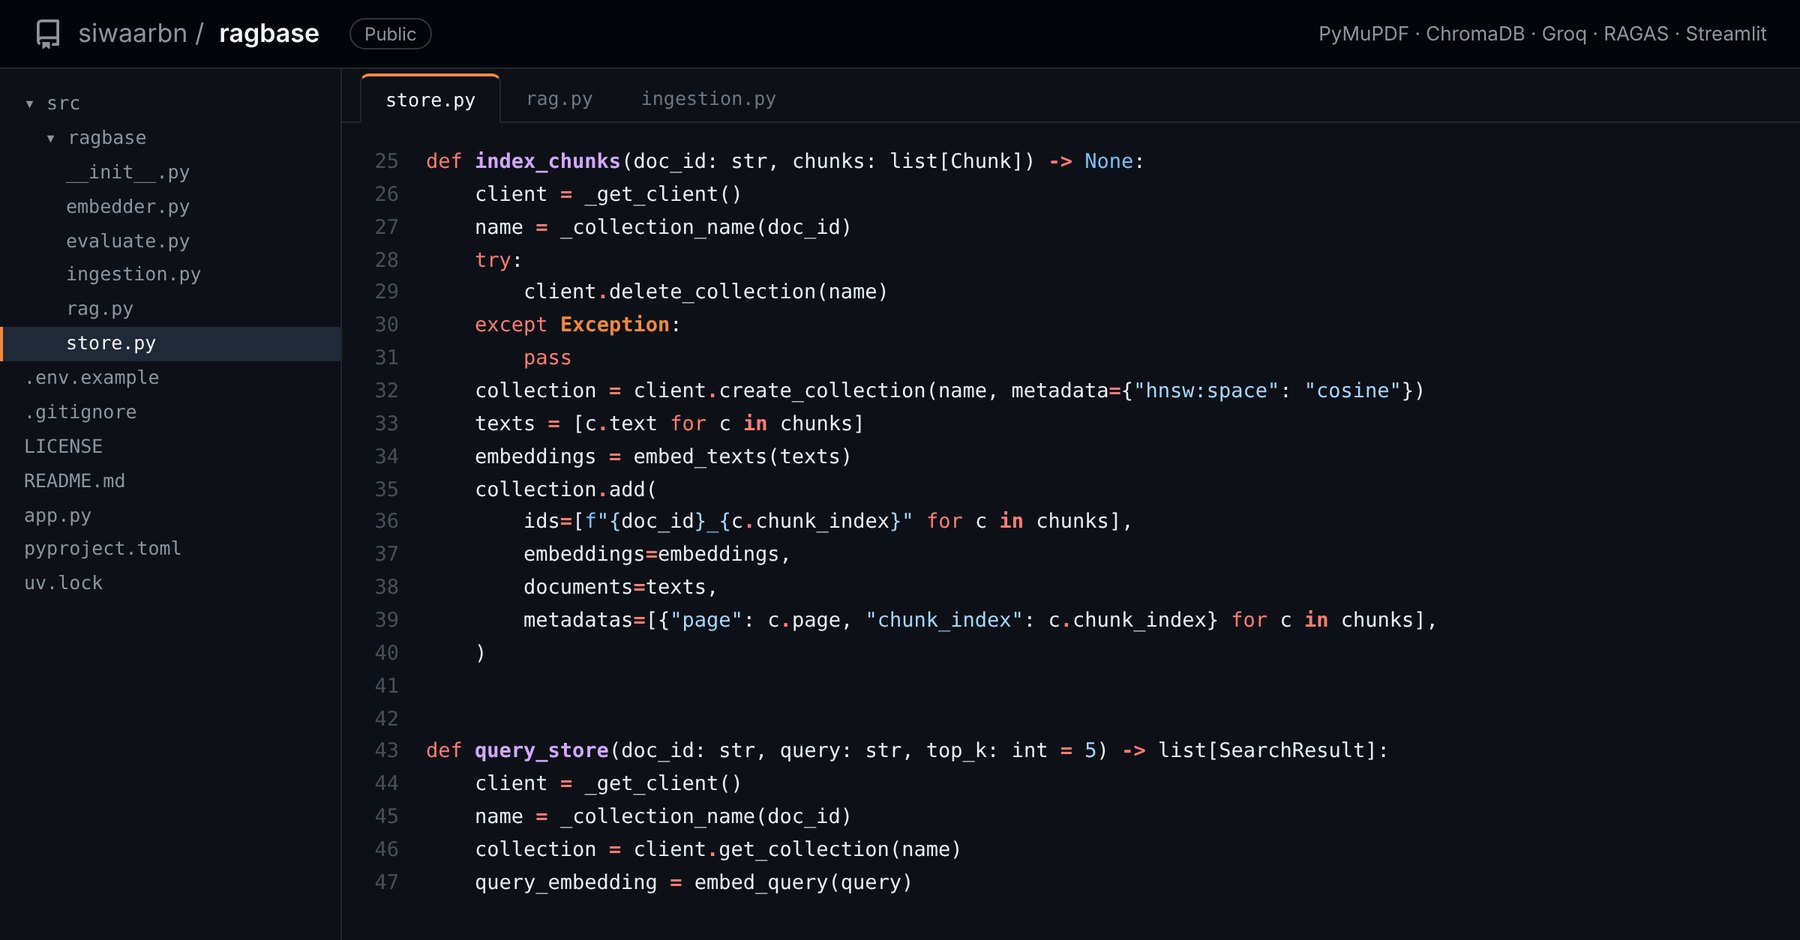 siwaarbn / ragbase Public
PyMuPDF · ChromaDB · Groq · RAGAS · Streamlit
▾ src
▾ ragbase
__init__.py
embedder.py
evaluate.py
ingestion.py
rag.py
store.py
.env.example
.gitignore
LICENSE
README.md
app.py
pyproject.toml
uv.lock
store.py rag.py ingestion.py
25 def index_chunks(doc_id: str, chunks: list[Chunk]) -> None:
26     client = _get_client()
27     name = _collection_name(doc_id)
28     try:
29         client.delete_collection(name)
30     except Exception:
31         pass
32     collection = client.create_collection(name, metadata={"hnsw:space": "cosine"})
33     texts = [c.text for c in chunks]
34     embeddings = embed_texts(texts)
35     collection.add(
36         ids=[f"{doc_id}_{c.chunk_index}" for c in chunks],
37         embeddings=embeddings,
38         documents=texts,
39         metadatas=[{"page": c.page, "chunk_index": c.chunk_index} for c in chunks],
40     )
41
42
43 def query_store(doc_id: str, query: str, top_k: int = 5) -> list[SearchResult]:
44     client = _get_client()
45     name = _collection_name(doc_id)
46     collection = client.get_collection(name)
47     query_embedding = embed_query(query)